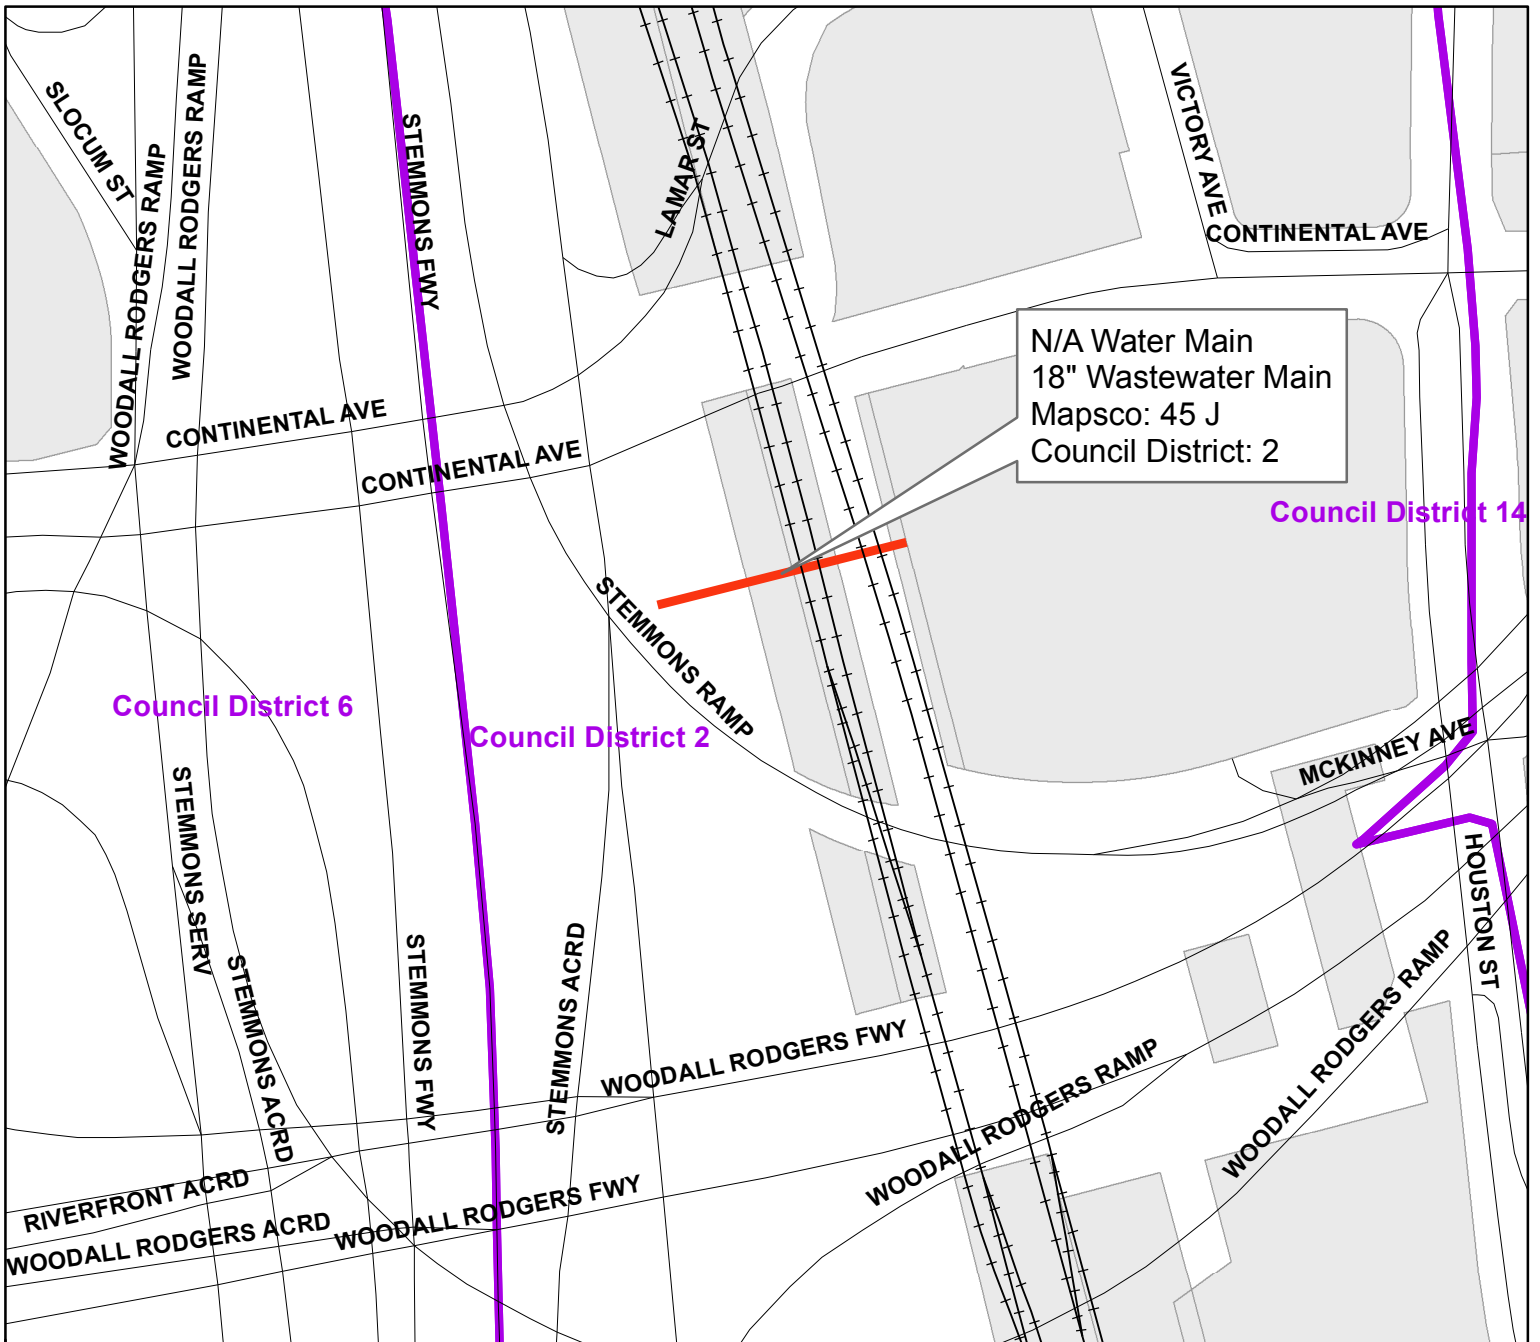 SLOCUM ST
WOODALL RODGERS RAMP
WOODALL RODGERS RAMP
STEMMONS FWY
LAMAR ST
VICTORY AVE
CONTINENTAL AVE
N/A Water Main
18" Wastewater Main
Mapsco: 45 J
Council District: 2
CONTINENTAL AVE
CONTINENTAL AVE
Council District 14
STEMMONS RAMP
Council District 6
Council District 2
MCKINNEY AVE
STEMMONS SERV
HOUSTON ST
STEMMONS ACRD
STEMMONS FWY
STEMMONS ACRD
WOODALL RODGERS FWY
WOODALL RODGERS RAMP
WOODALL RODGERS RAMP
RIVERFRONT ACRD
WOODALL RODGERS ACRD
WOODALL RODGERS FWY